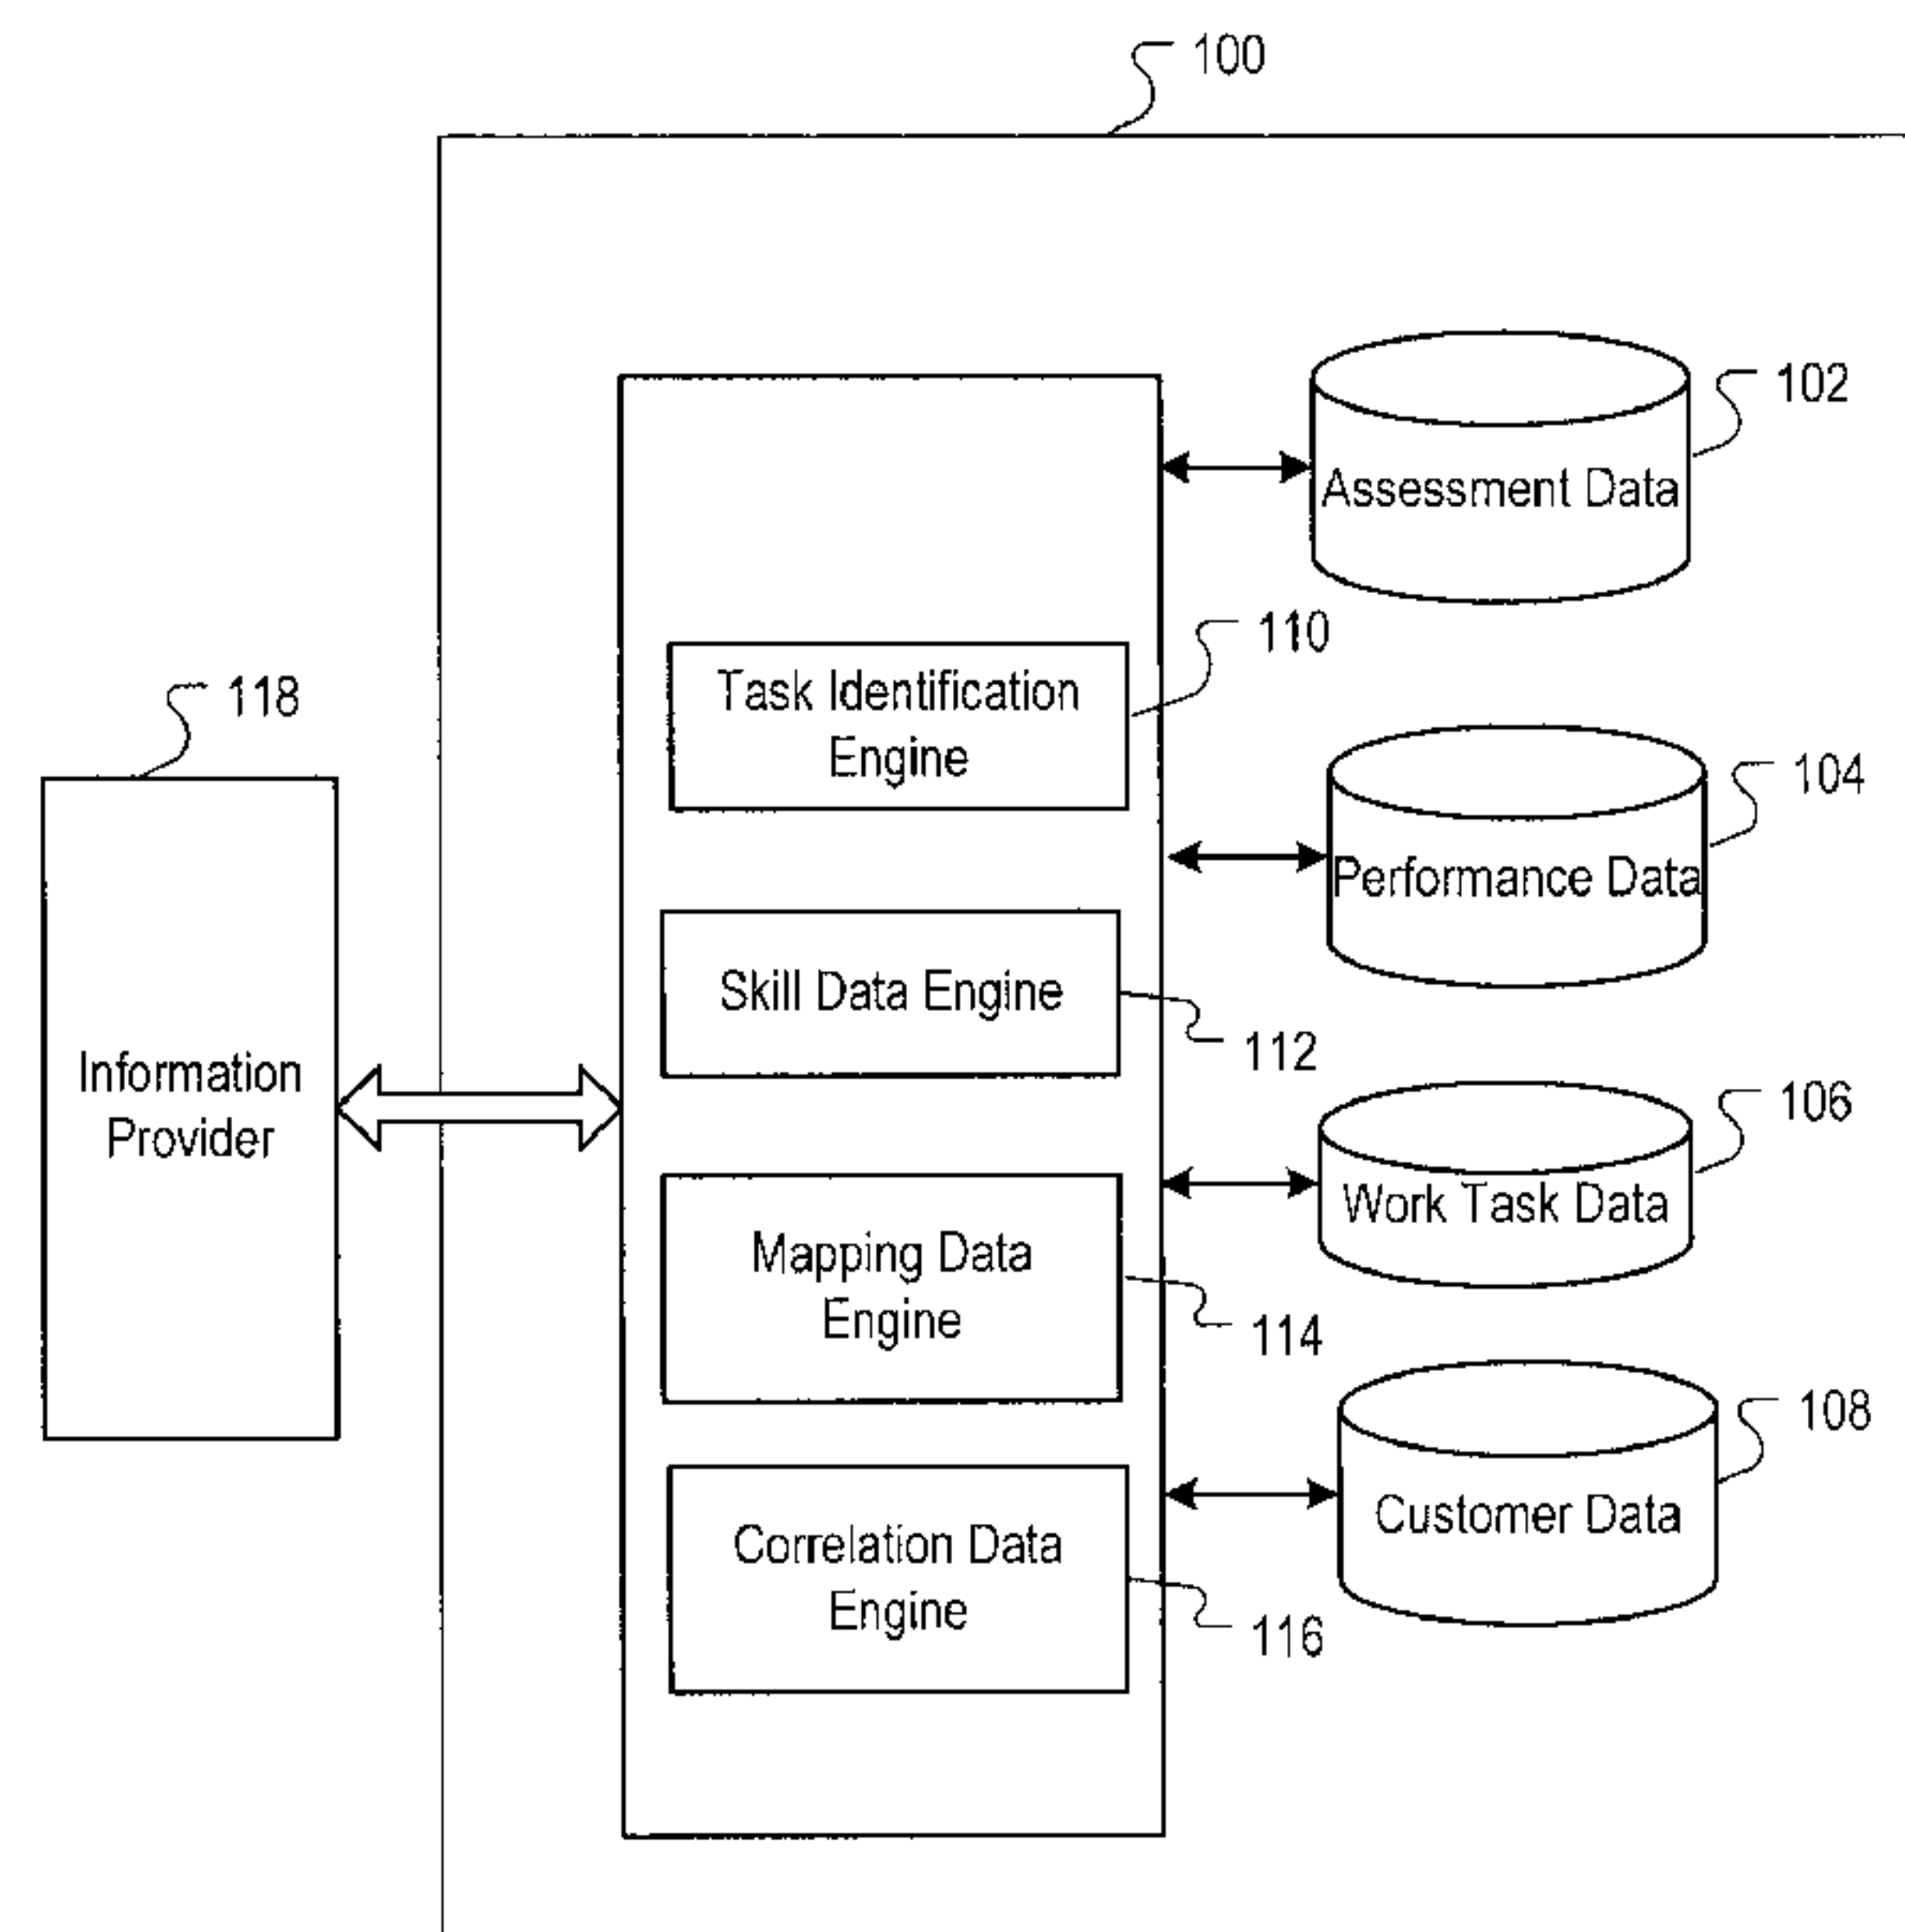 100
102
Assessment Data
110
Task Identification
Engine
118
104
Performance Data
Skill Data Engine
112
Information
Provider
106
Work Task Data
Mapping Data
Engine
114
108
Customer Data
Correlation Data
Engine
116